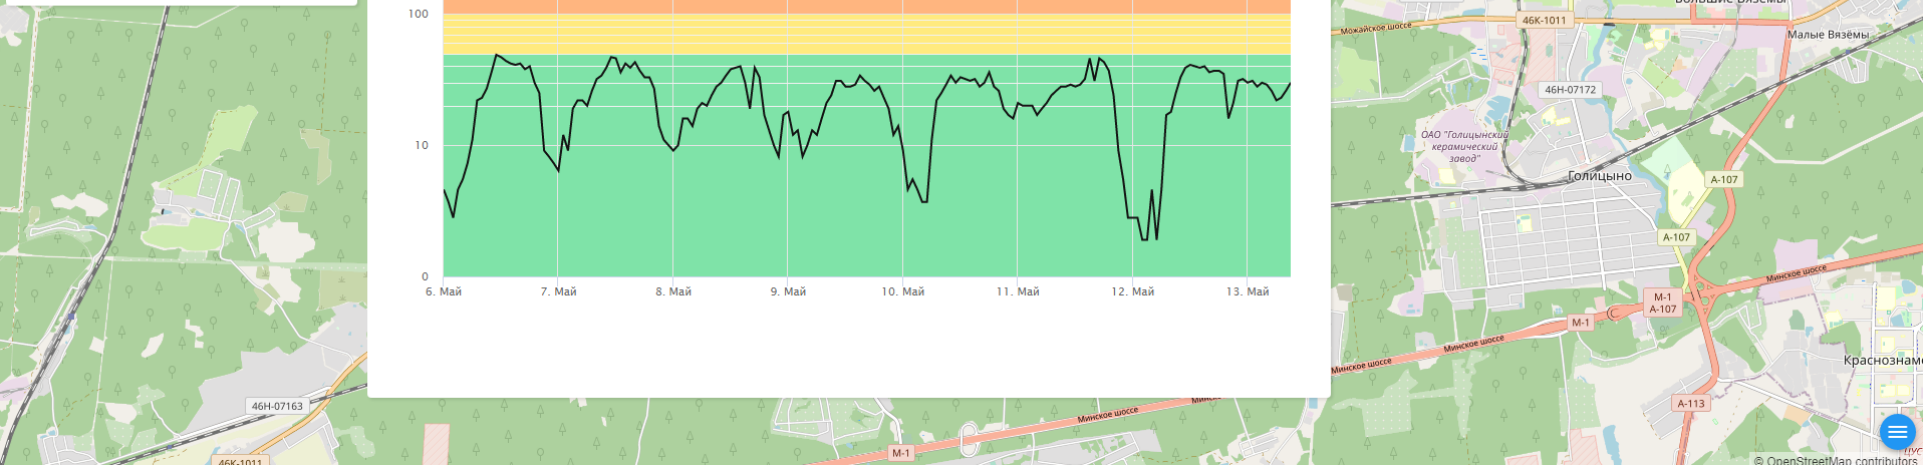 100
10
0
6. Май
7. Май
8. Май
9. Май
10. Май
11. Май
12. Май
13. Май
46К-1011
Можайское шоссе
Малые Вязёмы
46Н-07172
ОАО "Голицынский
керамический
завод"
Голицыно
А-107
А-107
Минское шоссе
М-1
А-107
М-1
Минское шоссе
Минское шоссе
Краснознам
А-113
46Н-07163
Минское шоссе
М-1
46К-1011
© OpenStreetMap contributors